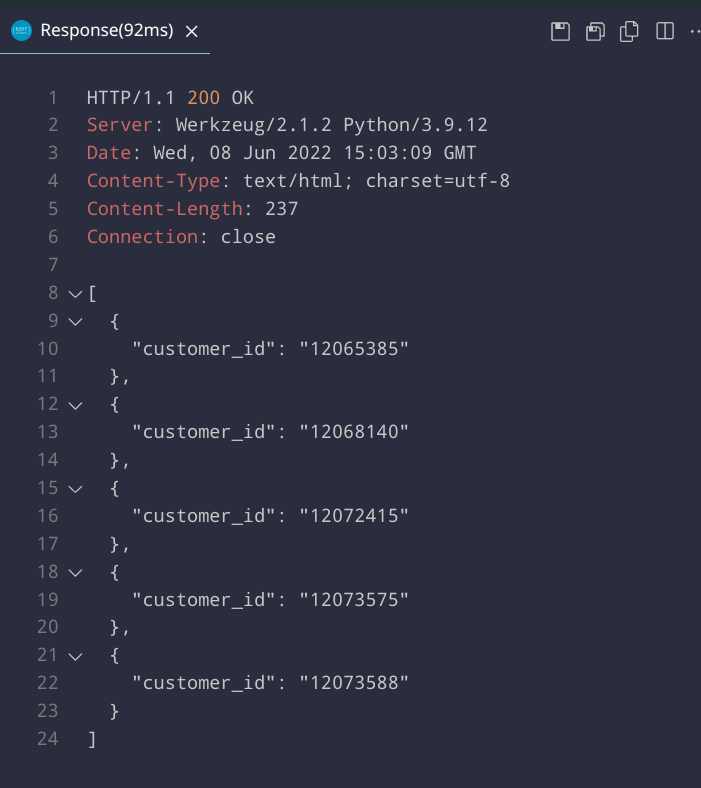 Response(92ms)
1 HTTP/1.1 200 OK
2 Server: Werkzeug/2.1.2 Python/3.9.12
3 Date: Wed, 08 Jun 2022 15:03:09 GMT
4 Content-Type: text/html; charset=utf-8
5 Content-Length: 237
6 Connection: close
7
8 [
9   {
10     "customer_id": "12065385"
11   },
12   {
13     "customer_id": "12068140"
14   },
15   {
16     "customer_id": "12072415"
17   },
18   {
19     "customer_id": "12073575"
20   },
21   {
22     "customer_id": "12073588"
23   }
24 ]